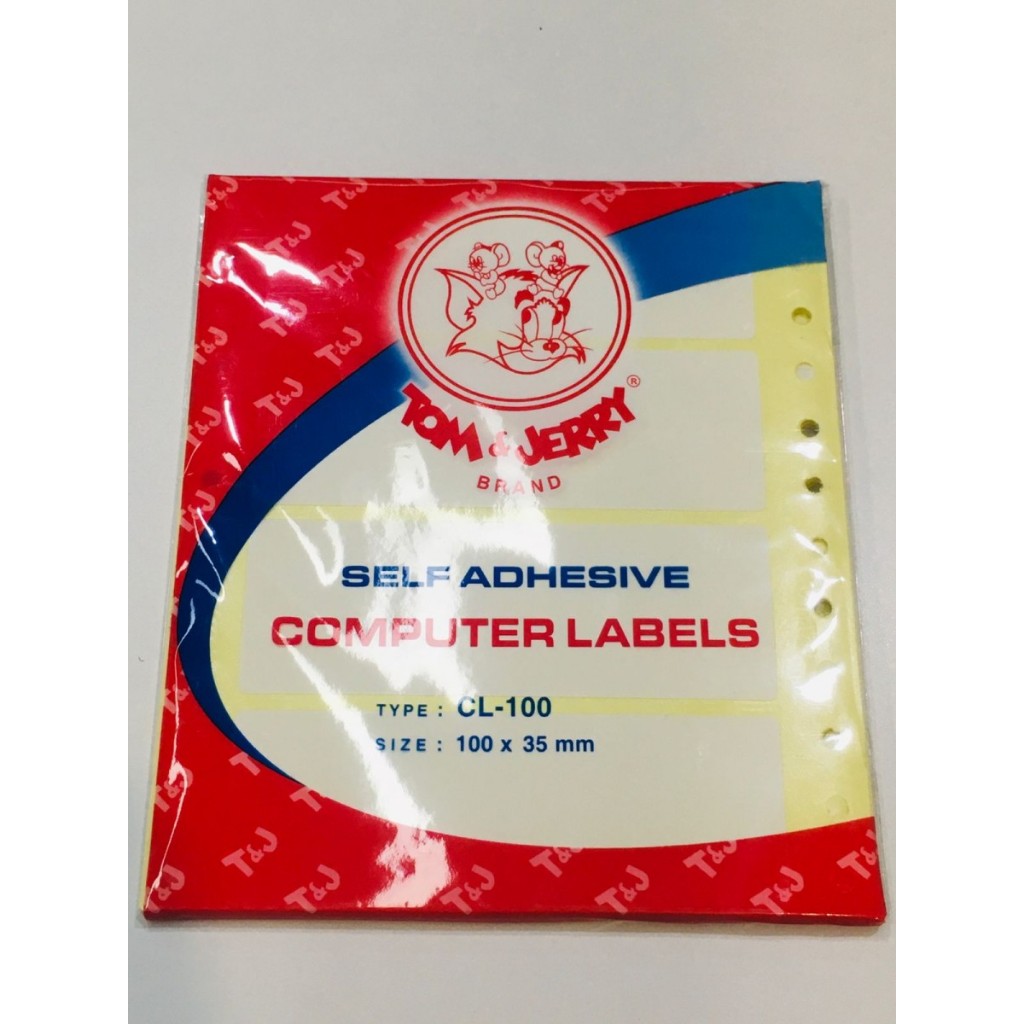 TOM & JERRY ®
BRAND
SELF ADHESIVE
COMPUTER LABELS
TYPE : CL-100
SIZE : 100 x 35 mm
T&J
T&J
T&J
T&J
T&J
T&J
T&J
T&J
T&J
T&J
T&J
T&J
T&J
T&J